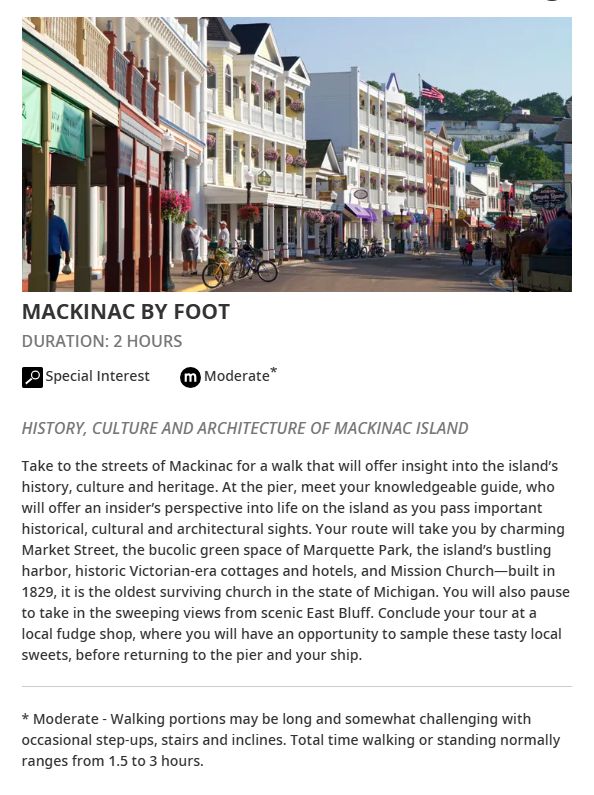 MACKINAC BY FOOT
DURATION: 2 HOURS
Special Interest m Moderate*
HISTORY, CULTURE AND ARCHITECTURE OF MACKINAC ISLAND
Take to the streets of Mackinac for a walk that will offer insight into the island's
history, culture and heritage. At the pier, meet your knowledgeable guide, who
will offer an insider's perspective into life on the island as you pass important
historical, cultural and architectural sights. Your route will take you by charming
Market Street, the bucolic green space of Marquette Park, the island's bustling
harbor, historic Victorian-era cottages and hotels, and Mission Church—built in
1829, it is the oldest surviving church in the state of Michigan. You will also pause
to take in the sweeping views from scenic East Bluff. Conclude your tour at a
local fudge shop, where you will have an opportunity to sample these tasty local
sweets, before returning to the pier and your ship.
* Moderate - Walking portions may be long and somewhat challenging with
occasional step-ups, stairs and inclines. Total time walking or standing normally
ranges from 1.5 to 3 hours.